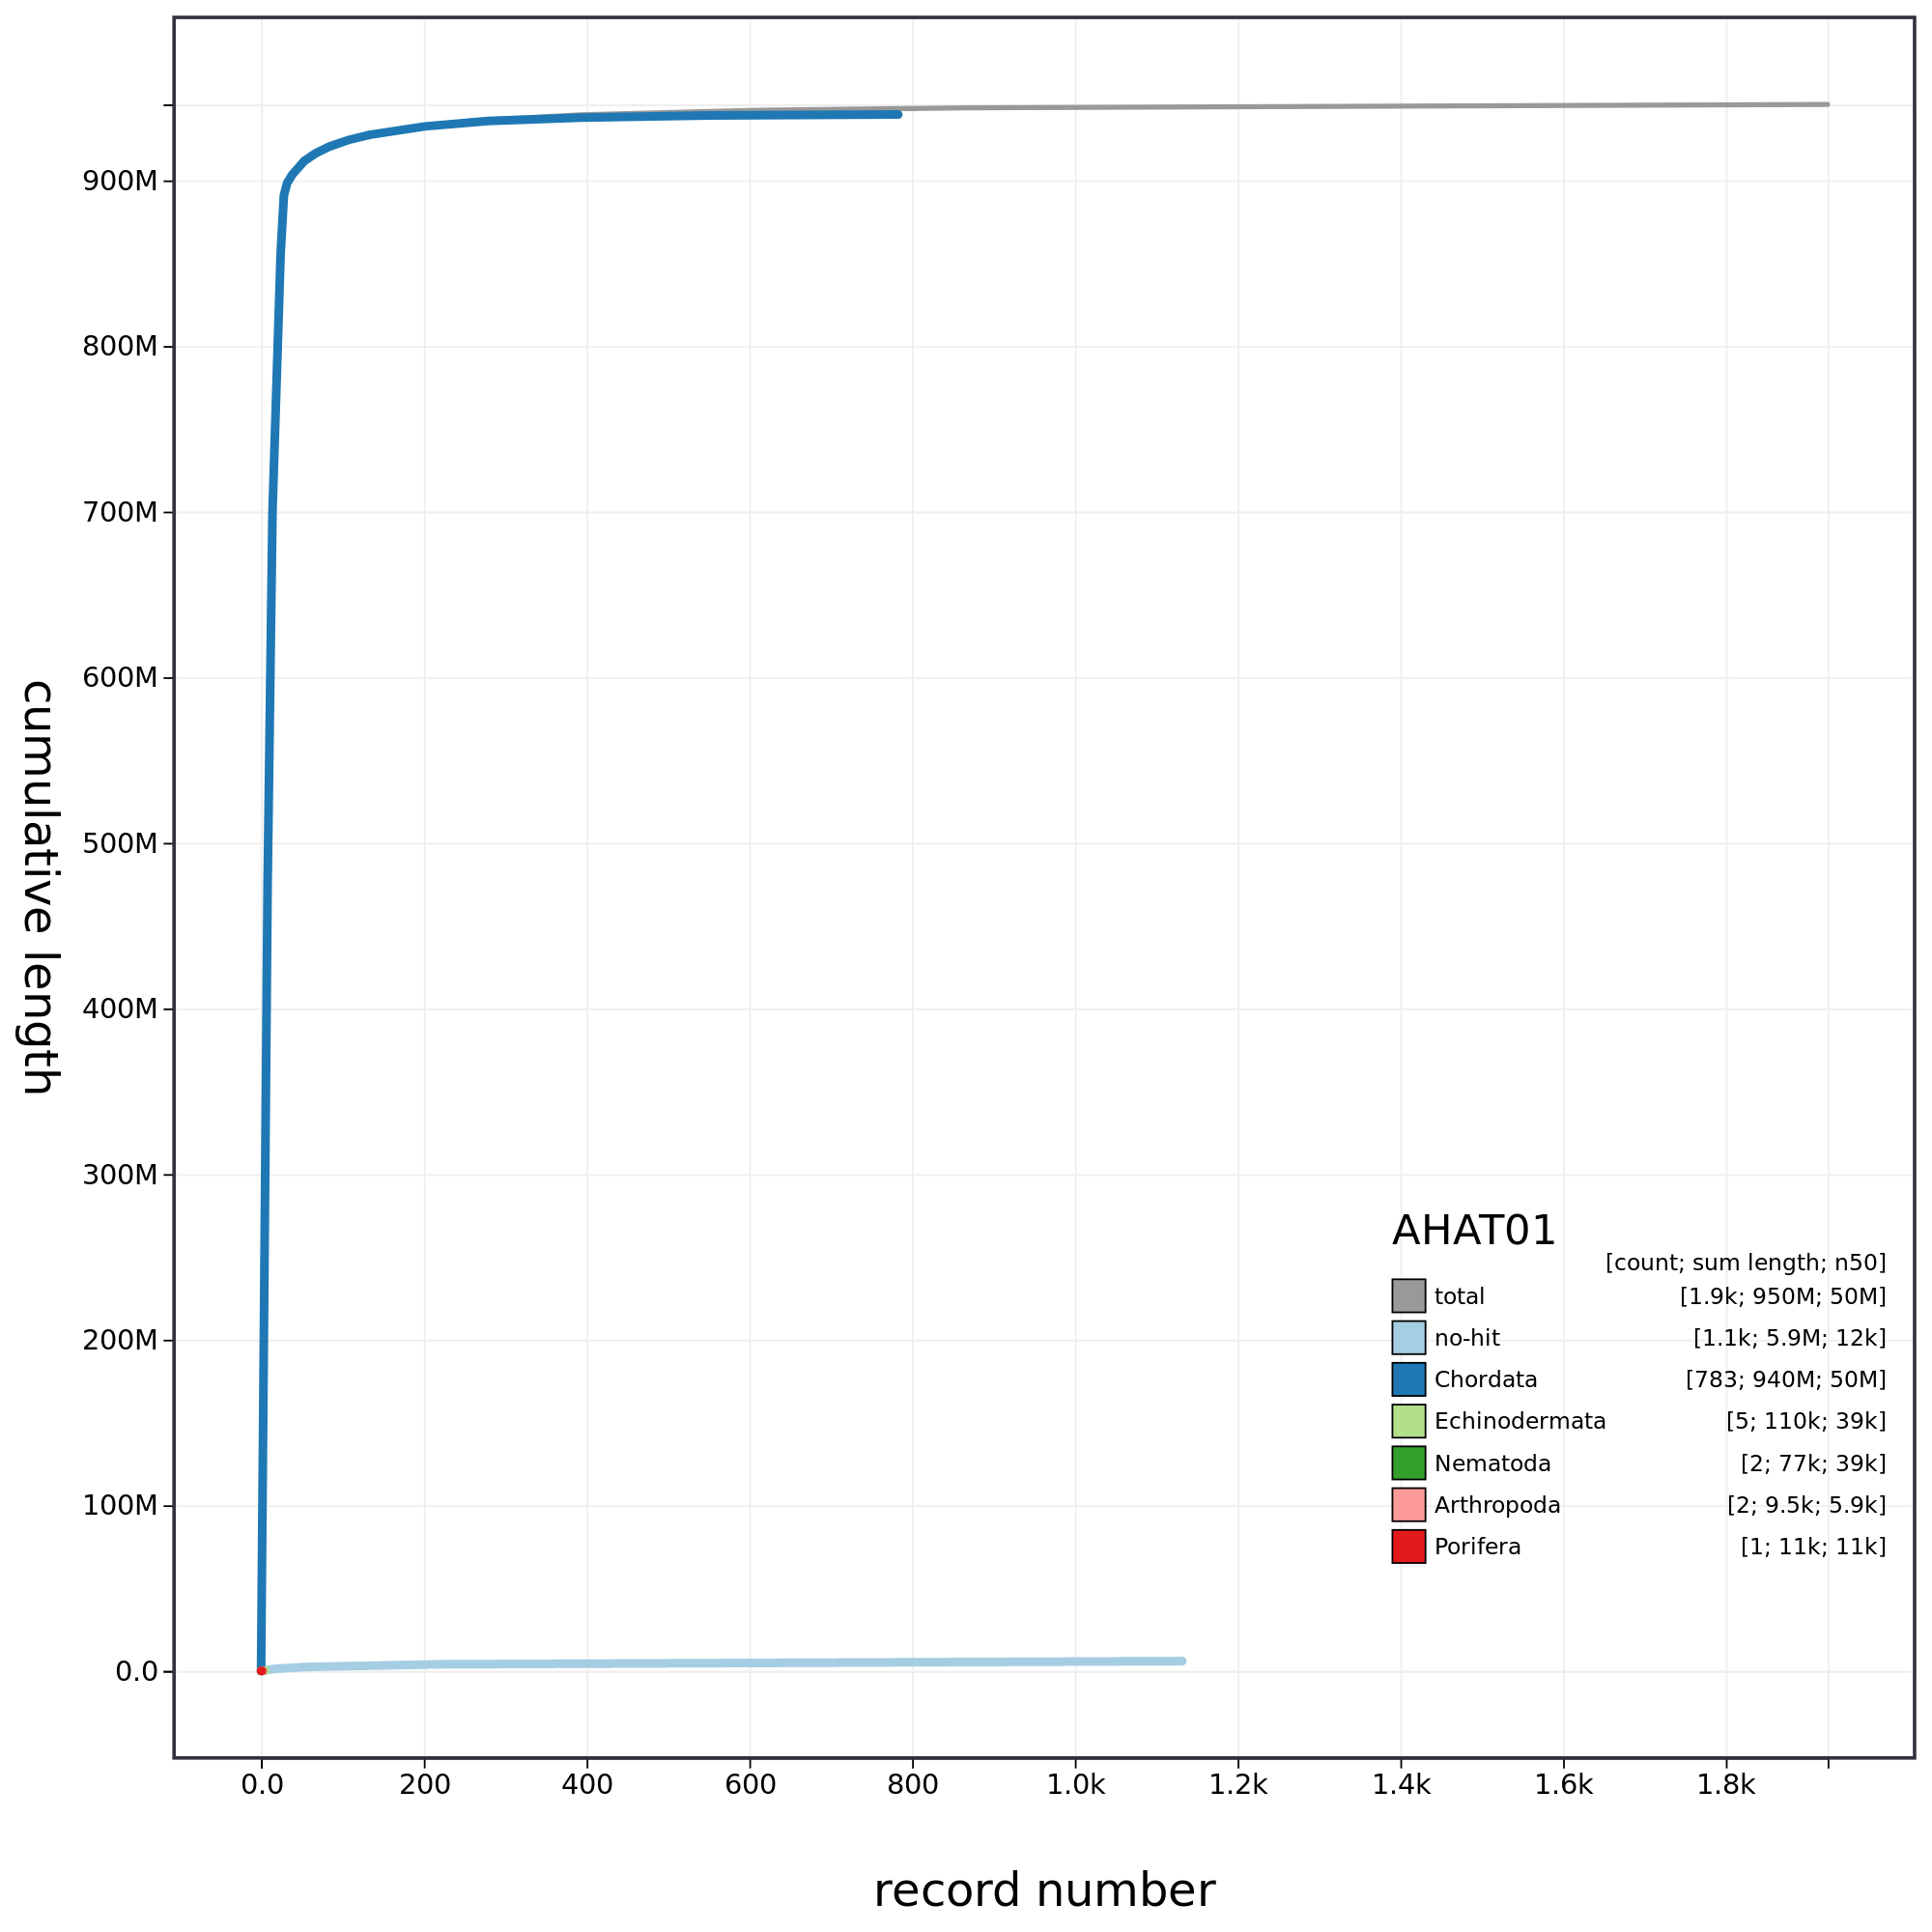 cumulative length
900M
800M
700M
600M
500M
400M
300M
200M
100M
0.0
AHAT01
[count; sum length; n50]
total [1.9k; 950M; 50M]
no-hit [1.1k; 5.9M; 12k]
Chordata [783; 940M; 50M]
Echinodermata [5; 110k; 39k]
Nematoda [2; 77k; 39k]
Arthropoda [2; 9.5k; 5.9k]
Porifera [1; 11k; 11k]
0.0 200 400 600 800 1.0k 1.2k 1.4k 1.6k 1.8k
record number